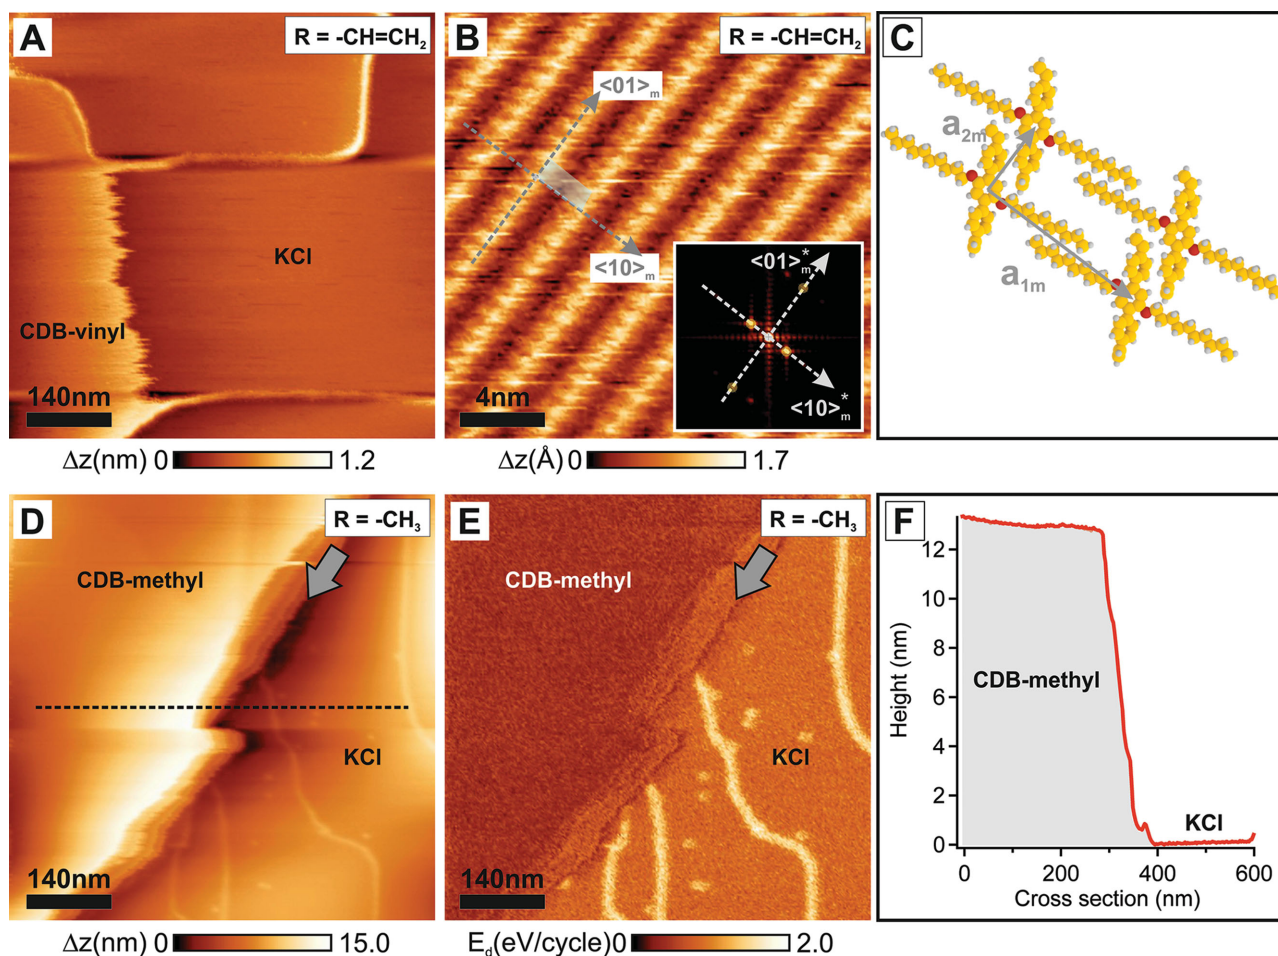 A
R = -CH=CH₂
CDB-vinyl
KCl
140nm
Δz(nm) 0 1.2
B
R = -CH=CH₂
<01>ₘ
<10>ₘ
<01>*ₘ
<10>*ₘ
4nm
Δz(Å) 0 1.7
C
a₂ₘ
a₁ₘ
D
R = -CH₃
CDB-methyl
KCl
140nm
Δz(nm) 0 15.0
E
R = -CH₃
CDB-methyl
KCl
140nm
E_d(eV/cycle) 0 2.0
F
Height (nm)
12
10
8
6
4
2
0
CDB-methyl
KCl
0 200 400 600
Cross section (nm)